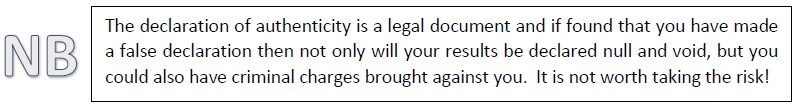 NB
The declaration of authenticity is a legal document and if found that you have made
a false declaration then not only will your results be declared null and void, but you
could also have criminal charges brought against you.  It is not worth taking the risk!